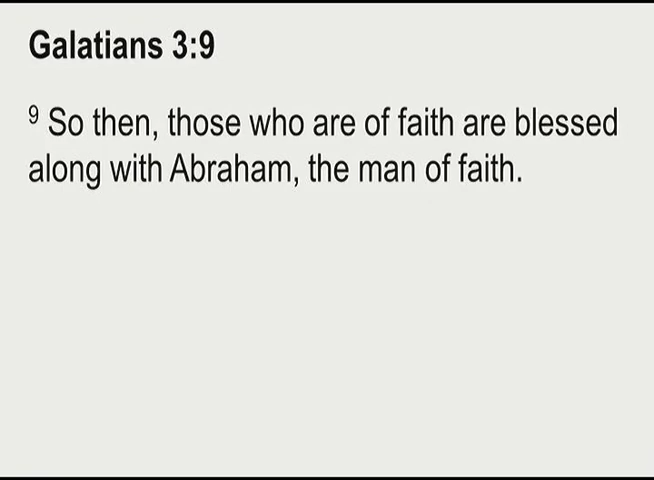 Galatians 3:9
9 So then, those who are of faith are blessed
along with Abraham, the man of faith.